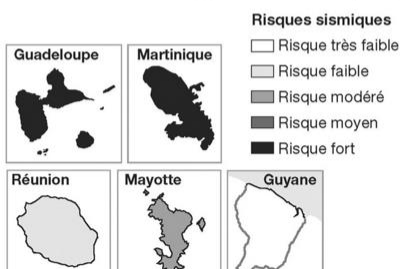 Risques sismiques
Risque très faible
Risque faible
Risque modéré
Risque moyen
Risque fort
Guadeloupe
Martinique
Réunion
Mayotte
Guyane